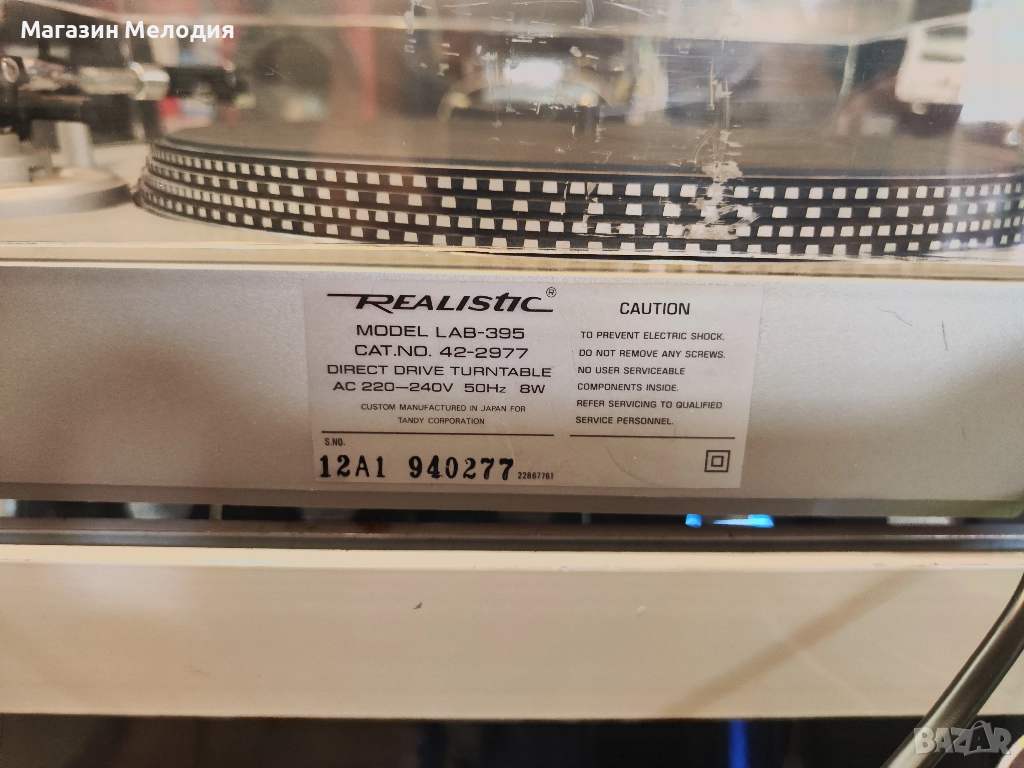 Магазин Мелодия
REALISTIC®
MODEL LAB-395
CAT.NO. 42-2977
DIRECT DRIVE TURNTABLE
AC 220–240V 50Hz 8W
CUSTOM MANUFACTURED IN JAPAN FOR
TANDY CORPORATION
S.NO.
12A1 940277 22867761
CAUTION
TO PREVENT ELECTRIC SHOCK.
DO NOT REMOVE ANY SCREWS.
NO USER SERVICEABLE
COMPONENTS INSIDE.
REFER SERVICING TO QUALIFIED
SERVICE PERSONNEL.
BAZAR